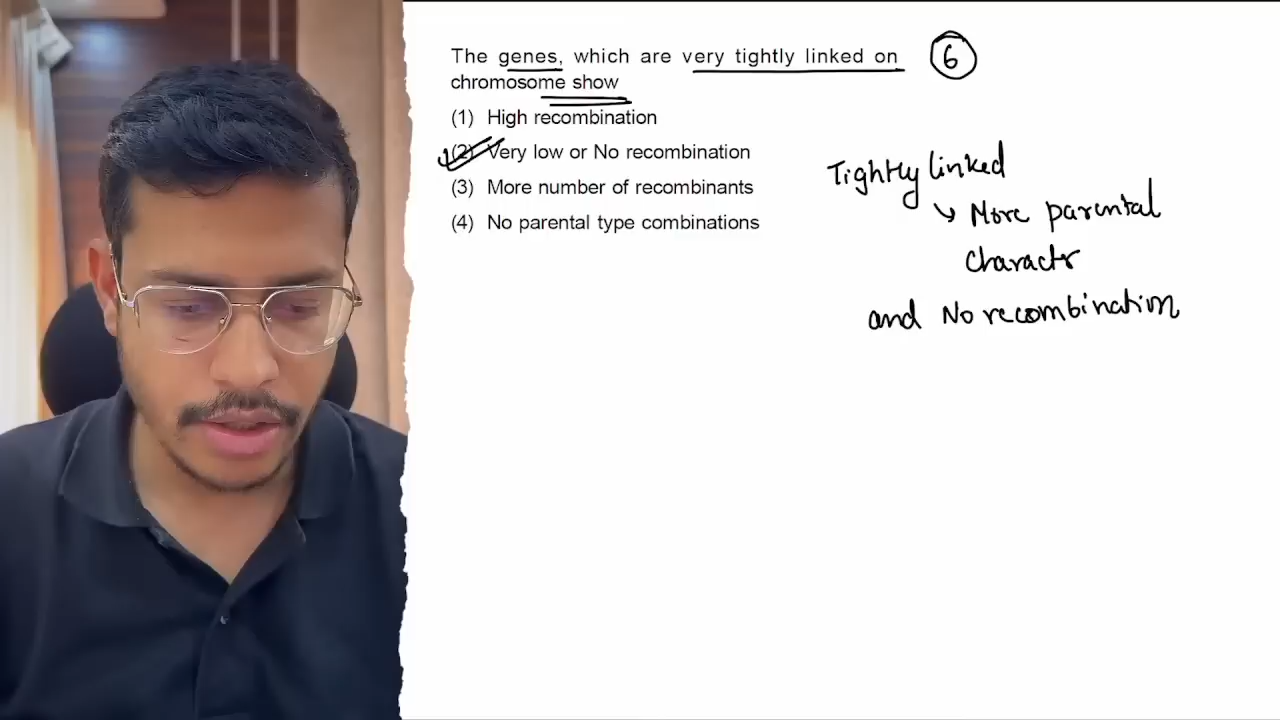 The genes, which are very tightly linked on
6
chromosome show
(1) High recombination
(2) Very low or No recombination
(3) More number of recombinants
(4) No parental type combinations
Tightly linked
↘ More parental
character
and No recombination